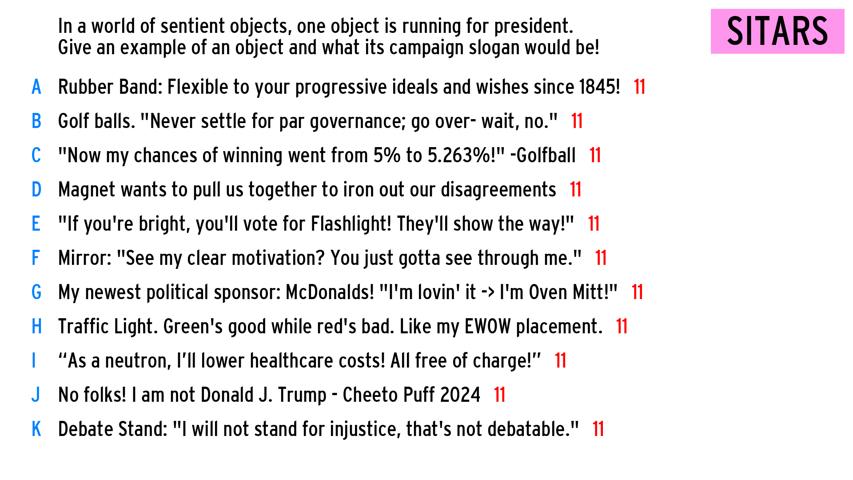 In a world of sentient objects, one object is running for president.
Give an example of an object and what its campaign slogan would be!
SITARS
A Rubber Band: Flexible to your progressive ideals and wishes since 1845! 11
B Golf balls. "Never settle for par governance; go over- wait, no." 11
C "Now my chances of winning went from 5% to 5.263%!" -Golfball 11
D Magnet wants to pull us together to iron out our disagreements 11
E "If you're bright, you'll vote for Flashlight! They'll show the way!" 11
F Mirror: "See my clear motivation? You just gotta see through me." 11
G My newest political sponsor: McDonalds! "I'm lovin' it -> I'm Oven Mitt!" 11
H Traffic Light. Green's good while red's bad. Like my EWOW placement. 11
I “As a neutron, I’ll lower healthcare costs! All free of charge!” 11
J No folks! I am not Donald J. Trump - Cheeto Puff 2024 11
K Debate Stand: "I will not stand for injustice, that's not debatable." 11